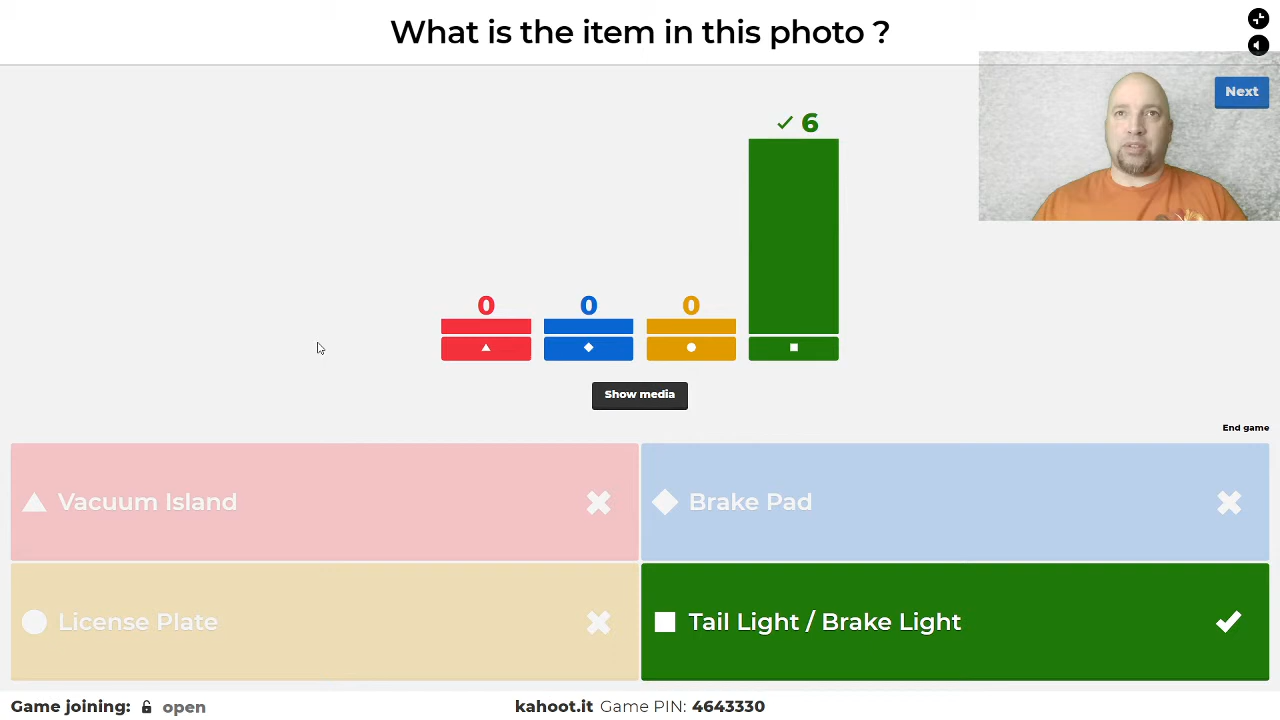 What is the item in this photo ?
Next
6
0
0
0
Show media
End game
Vacuum Island
Brake Pad
License Plate
Tail Light / Brake Light
Game joining: open
kahoot.it Game PIN: 4643330